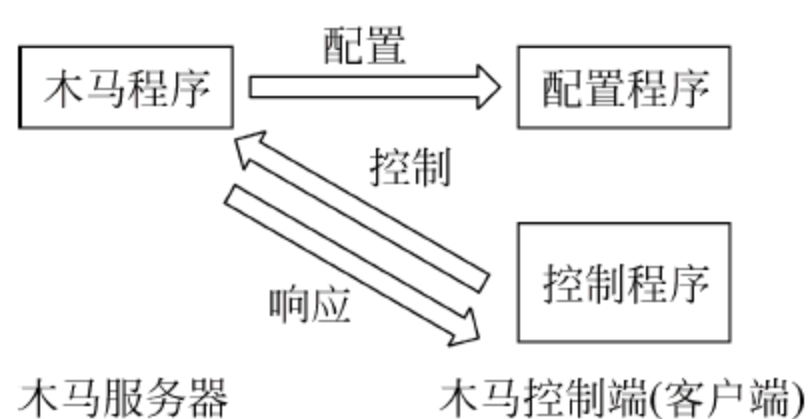 配置
木马程序
配置程序
控制
控制程序
响应
木马服务器
木马控制端(客户端)